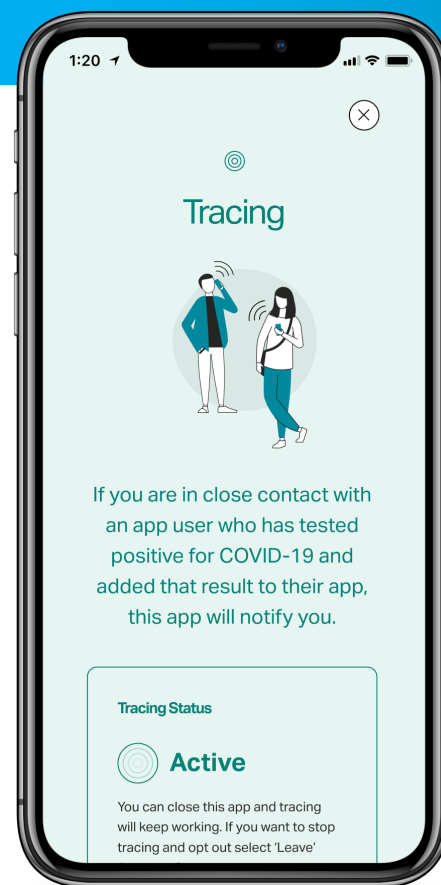 1:20
Tracing
If you are in close contact with
an app user who has tested
positive for COVID-19 and
added that result to their app,
this app will notify you.
Tracing Status
Active
You can close this app and tracing
will keep working. If you want to stop
tracing and opt out select ‘Leave’